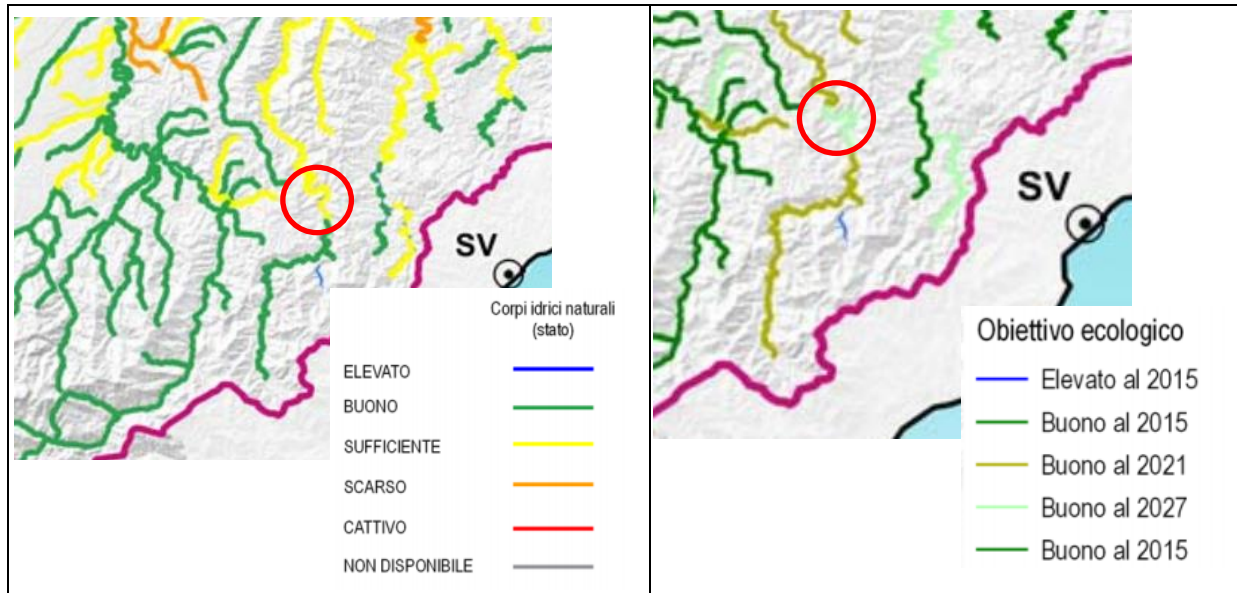 SV
Corpi idrici naturali
(stato)
ELEVATO
BUONO
SUFFICIENTE
SCARSO
CATTIVO
NON DISPONIBILE
SV
Obiettivo ecologico
Elevato al 2015
Buono al 2015
Buono al 2021
Buono al 2027
Buono al 2015